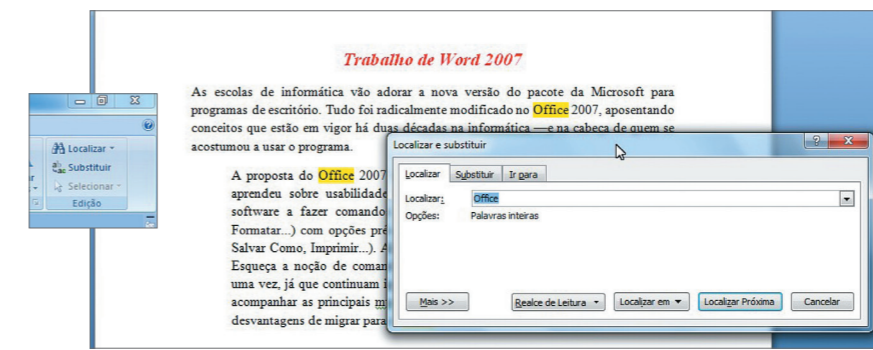 Trabalho de Word 2007
As escolas de informática vão adorar a nova versão do pacote da Microsoft para
programas de escritório. Tudo foi radicalmente modificado no Office 2007, aposentando
conceitos que estão em vigor há duas décadas na informática —e na cabeça de quem se
acostumou a usar o programa.
A proposta do Office 2007
aprendeu sobre usabilidade
software a fazer comando
Formatar...) com opções pré
Salvar Como, Imprimir...). A
Esqueça a noção de coman
uma vez, já que continuam i
acompanhar as principais m
desvantagens de migrar para
Localizar
Substituir
Selecionar
Edição
Localizar e substituir
Localizar Substituir Ir para
Localizar: Office
Opções: Palavras inteiras
Mais >> Realce de Leitura Localizar em Localizar Próxima Cancelar